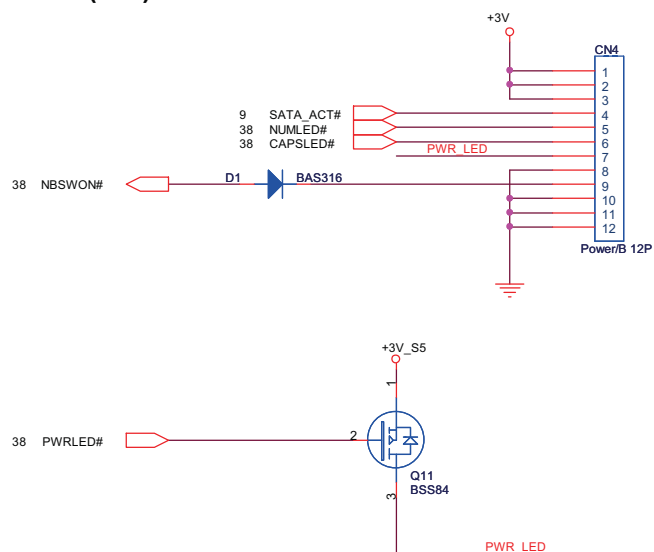 +3V
CN4
1
2
3
9 SATA_ACT# 4
38 NUMLED# 5
38 CAPSLED# 6
PWR_LED 7
8
38 NBSWON# D1 BAS316 9
10
11
12
Power/B 12P
+3V_S5
1
38 PWRLED# 2
Q11
BSS84
3
PWR_LED